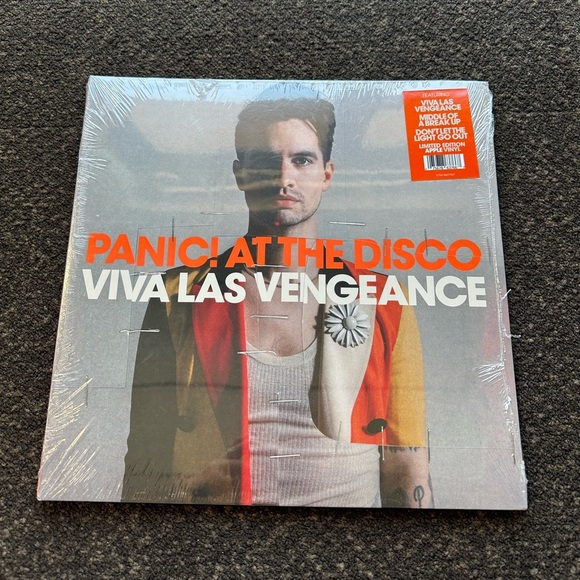 FEATURING
VIVA LAS
VENGEANCE
MIDDLE OF
A BREAK UP
DON'T LET THE
LIGHT GO OUT
LIMITED EDITION
APPLE VINYL
PANIC! AT THE DISCO
VIVA LAS VENGEANCE